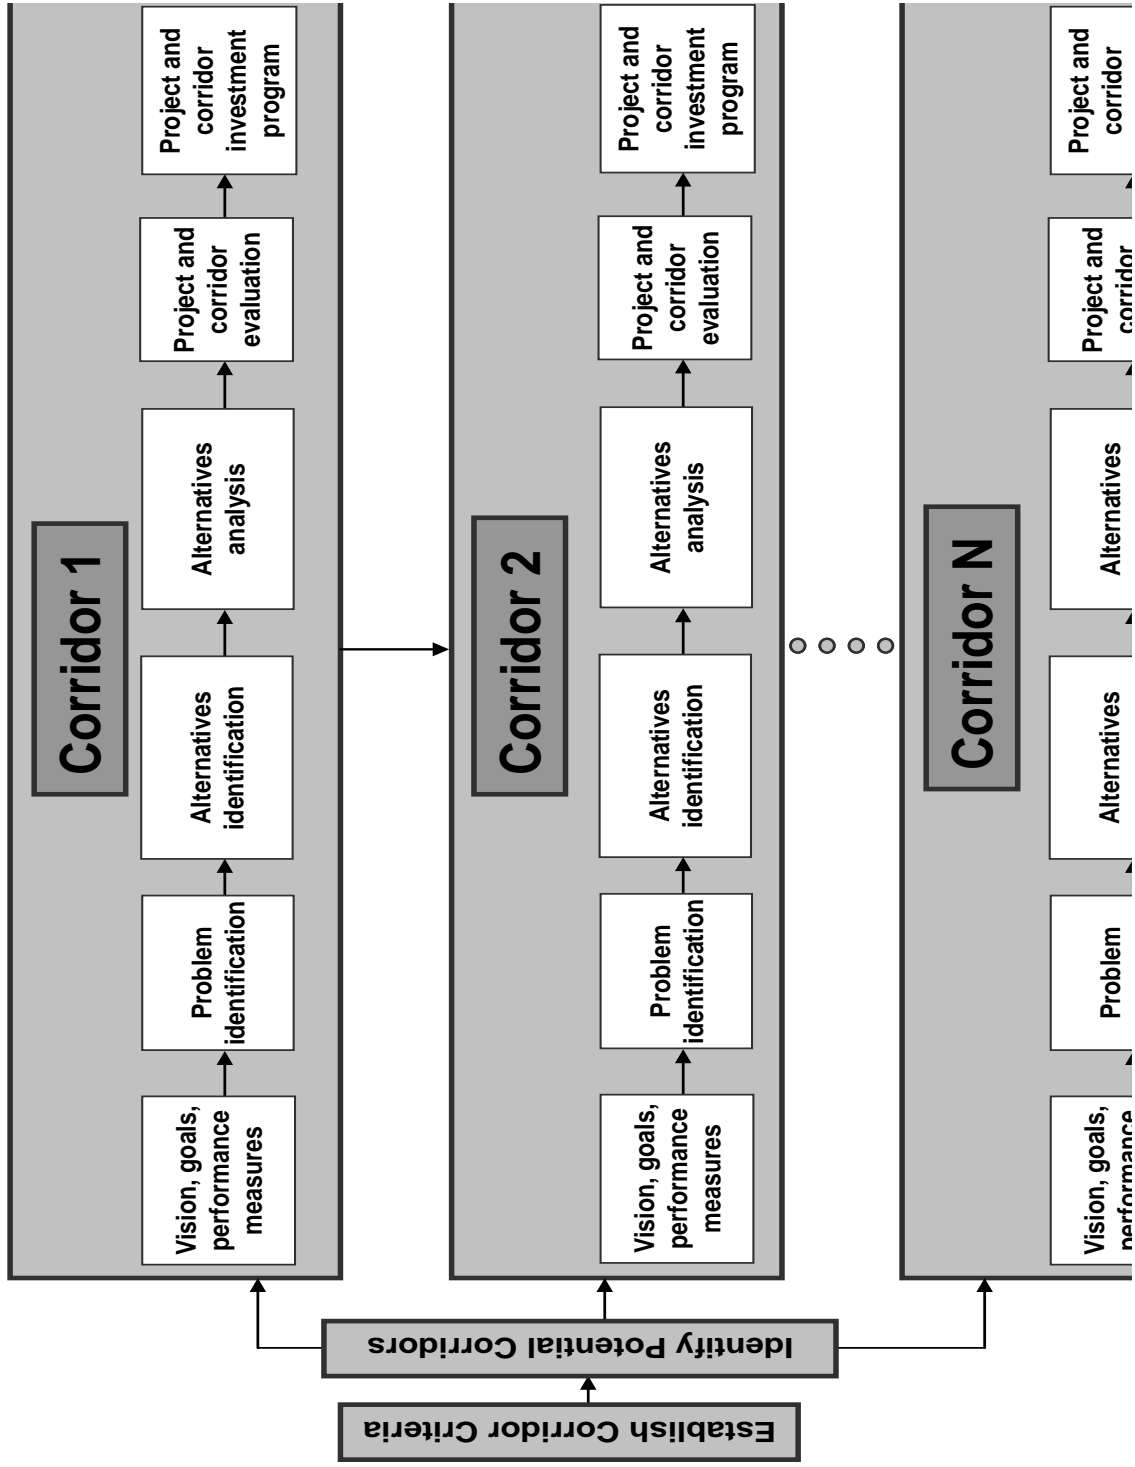 Establish Corridor Criteria
Identify Potential Corridors
Corridor 1
Vision, goals,
performance
measures
Problem
identification
Alternatives
identification
Alternatives
analysis
Project and
corridor
evaluation
Project and
corridor
investment
program
Corridor 2
Vision, goals,
performance
measures
Problem
identification
Alternatives
identification
Alternatives
analysis
Project and
corridor
evaluation
Project and
corridor
investment
program
Corridor N
Vision, goals,
performance
Problem
Alternatives
Alternatives
Project and
corridor
Project and
corridor